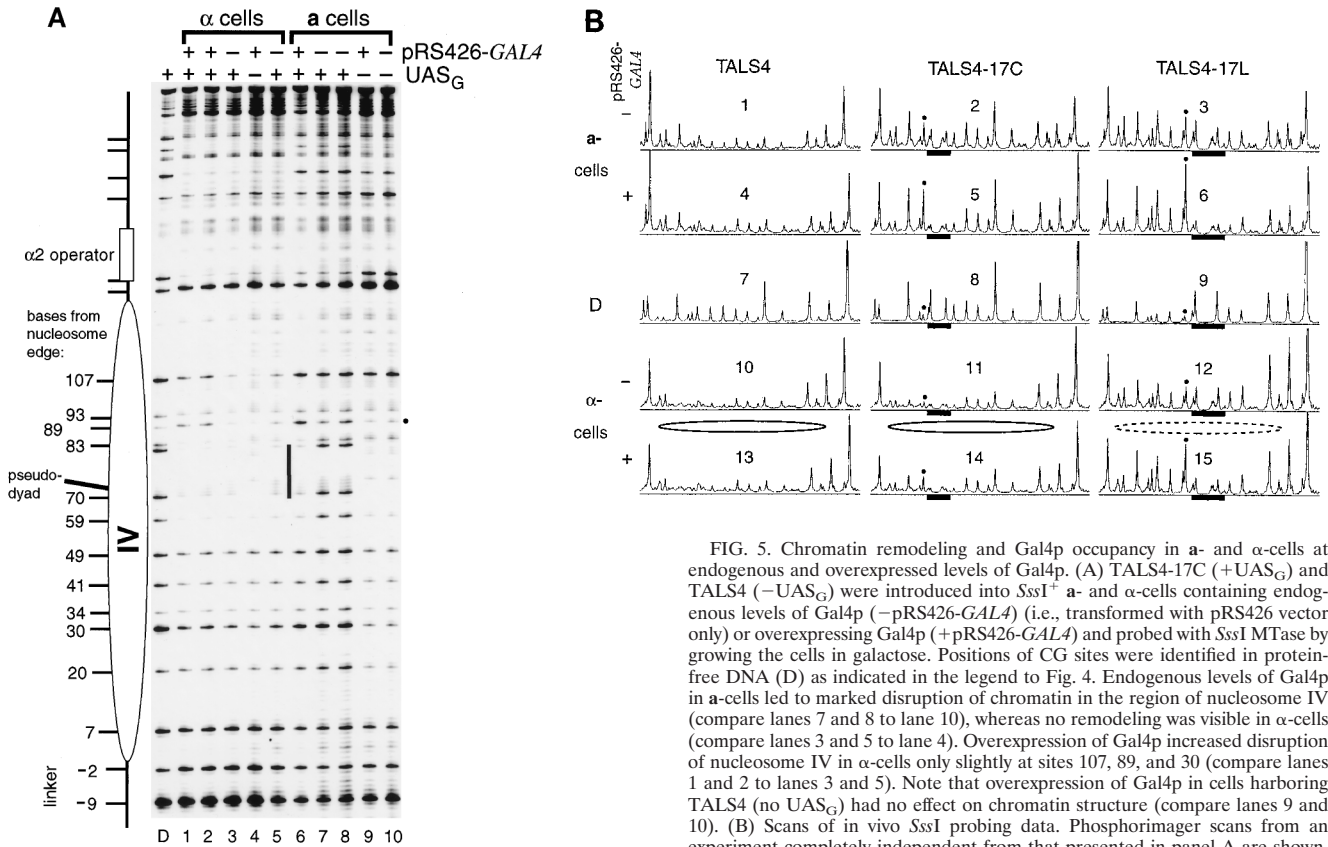 A
α cells a cells
+ + − + − + − − + − pRS426-GAL4
+ + + + − + + + + − − UASG
α2 operator
bases from
nucleosome
edge:
107
93
89
83
pseudo-
dyad
70
59
IV
49
41
34
30
20
7
linker
−2
−9
D 1 2 3 4 5 6 7 8 9 10
B
pRS426-
GAL4
TALS4 TALS4-17C TALS4-17L
− 1 2 3
a-
cells
+ 4 5 6
D 7 8 9
− 10 11 12
α-
cells
+ 13 14 15
FIG. 5. Chromatin remodeling and Gal4p occupancy in a- and α-cells at
endogenous and overexpressed levels of Gal4p. (A) TALS4-17C (+UASG) and
TALS4 (−UASG) were introduced into SssI+ a- and α-cells containing endog-
enous levels of Gal4p (−pRS426-GAL4) (i.e., transformed with pRS426 vector
only) or overexpressing Gal4p (+pRS426-GAL4) and probed with SssI MTase by
growing the cells in galactose. Positions of CG sites were identified in protein-
free DNA (D) as indicated in the legend to Fig. 4. Endogenous levels of Gal4p
in a-cells led to marked disruption of chromatin in the region of nucleosome IV
(compare lanes 7 and 8 to lane 10), whereas no remodeling was visible in α-cells
(compare lanes 3 and 5 to lane 4). Overexpression of Gal4p increased disruption
of nucleosome IV in α-cells only slightly at sites 107, 89, and 30 (compare lanes
1 and 2 to lanes 3 and 5). Note that overexpression of Gal4p in cells harboring
TALS4 (no UASG) had no effect on chromatin structure (compare lanes 9 and
10). (B) Scans of in vivo SssI probing data. Phosphorimager scans from an
experiment completely independent from that presented in panel A are shown.